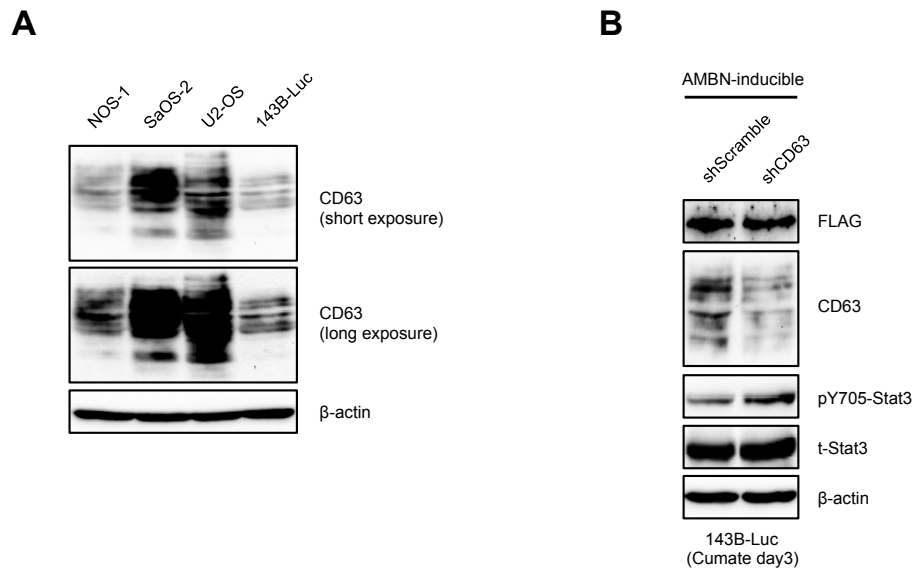 A
NOS-1
SaOS-2
U2-OS
143B-Luc
CD63
(short exposure)
CD63
(long exposure)
β-actin
B
AMBN-inducible
shScramble
shCD63
FLAG
CD63
pY705-Stat3
t-Stat3
β-actin
143B-Luc
(Cumate day3)